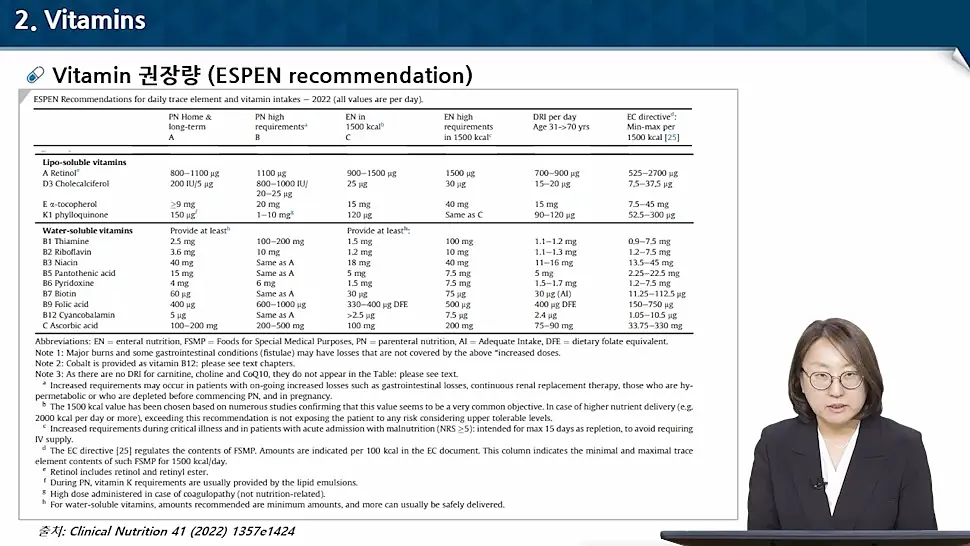 2. Vitamins
Vitamin 권장량 (ESPEN recommendation)
ESPEN Recommendations for daily trace element and vitamin intakes – 2022 (all values are per day).
PN Home & long-term A | PN high requirementsᵃ B | EN in 1500 kcalᵇ C | EN high requirements in 1500 kcalᶜ | DRI per day Age 31->70 yrs | EC directiveᵈ: Min-max per 1500 kcal [25]
Lipo-soluble vitamins
A Retinolᵉ 800–1100 μg 1100 μg 900–1500 μg 1500 μg 700–900 μg 525–2700 μg
D3 Cholecalciferol 200 IU/5 μg 800–1000 IU/ 20–25 μg 25 μg 30 μg 15–20 μg 7.5–37.5 μg
E α-tocopherol ≥9 mg 20 mg 15 mg 40 mg 15 mg 7.5–45 mg
K1 phylloquinone 150 μgᶠ 1–10 mgᵍ 120 μg Same as C 90–120 μg 52.5–300 μg
Water-soluble vitamins Provide at leastʰ Provide at leastʰ:
B1 Thiamine 2.5 mg 100–200 mg 1.5 mg 100 mg 1.1–1.2 mg 0.9–7.5 mg
B2 Riboflavin 3.6 mg 10 mg 1.2 mg 10 mg 1.1–1.3 mg 1.2–7.5 mg
B3 Niacin 40 mg Same as A 18 mg 40 mg 11–16 mg 13.5–45 mg
B5 Pantothenic acid 15 mg Same as A 5 mg 7.5 mg 5 mg 2.25–22.5 mg
B6 Pyridoxine 4 mg 6 mg 1.5 mg 7.5 mg 1.5–1.7 mg 1.2–7.5 mg
B7 Biotin 60 μg Same as A 30 μg 75 μg 30 μg (AI) 11.25–112.5 μg
B9 Folic acid 400 μg 600–1000 μg 330–400 μg DFE 500 μg 400 μg DFE 150–750 μg
B12 Cyancobalamin 5 μg Same as A >2.5 μg 7.5 μg 2.4 μg 1.05–10.5 μg
C Ascorbic acid 100–200 mg 200–500 mg 100 mg 200 mg 75–90 mg 33.75–330 mg
Abbreviations: EN = enteral nutrition, FSMP = Foods for Special Medical Purposes, PN = parenteral nutrition, AI = Adequate Intake, DFE = dietary folate equivalent,
Note 1: Major burns and some gastrointestinal conditions (fistulae) may have losses that are not covered by the above “increased doses.
Note 2: Cobalt is provided as vitamin B12; please see text chapters.
Note 3: As there are no DRI for carnitine, choline and CoQ10, they do not appear in the Table: please see text.
ᵃ Increased requirements may occur in patients with on-going increased losses such as gastrointestinal losses, continuous renal replacement therapy, those who are hy-
permetabolic or who are depleted before commencing PN, and in pregnancy.
ᵇ The 1500 kcal value has been chosen based on numerous studies confirming that this value seems to be a very common objective. In case of higher nutrient delivery (e.g.
2000 kcal per day or more), exceeding this recommendation is not exposing the patient to any risk considering upper tolerable levels.
ᶜ Increased requirements during critical illness and in patients with acute admission with malnutrition (NRS ≥5): intended for max 15 days as repletion, to avoid requiring
IV supply.
ᵈ The EC directive [25] regulates the contents of FSMP. Amounts are indicated per 100 kcal in the EC document. This column indicates the minimal and maximal trace
element contents of such FSMP for 1500 kcal/day.
ᵉ Retinol includes retinol and retinyl ester.
ᶠ During PN, vitamin K requirements are usually provided by the lipid emulsions.
ᵍ High dose administered in case of coagulopathy (not nutrition-related).
ʰ For water-soluble vitamins, amounts recommended are minimum amounts, and more can usually be safely delivered.
출처: Clinical Nutrition 41 (2022) 1357e1424